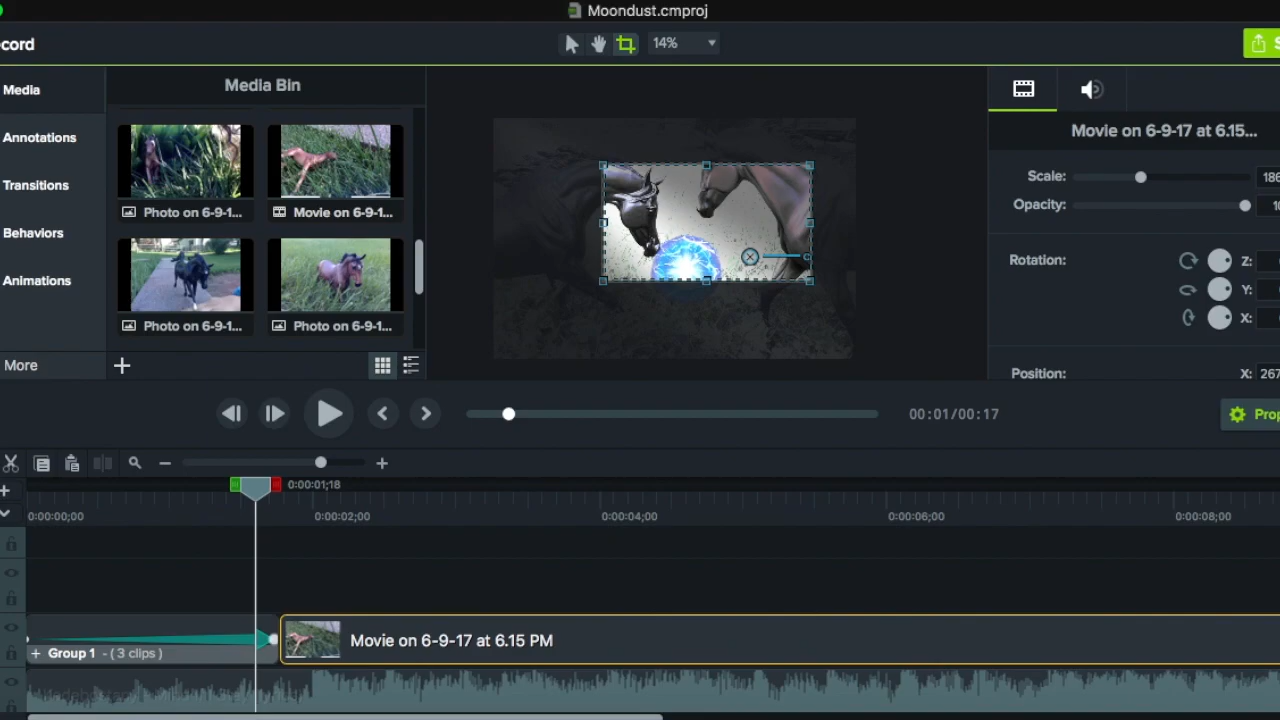 Moondust.cmproj
cord
14%
S
Media
Annotations
Transitions
Behaviors
Animations
More
Media Bin
Photo on 6-9-1...
Movie on 6-9-1...
Photo on 6-9-1...
Photo on 6-9-1...
Movie on 6-9-17 at 6.15...
Scale:
186
Opacity:
10
Rotation:
Z:
Y:
X:
Position:
X: 267
00:01/00:17
Prop
0:00:01;18
0:00:00;00
0:00:02;00
0:00:04;00
0:00:06;00
0:00:08;00
+ Group 1 - ( 3 clips )
Movie on 6-9-17 at 6.15 PM